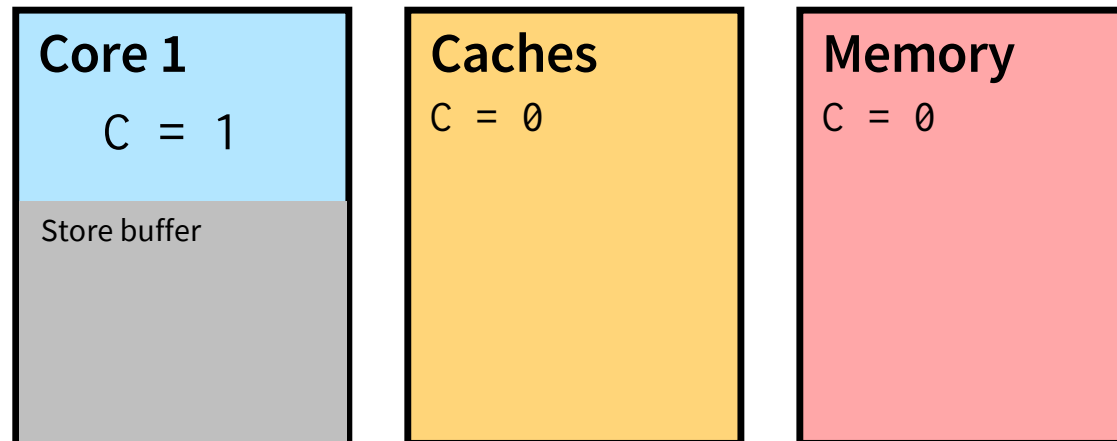 Core 1
C = 1
Store buffer
Caches
C = 0
Memory
C = 0